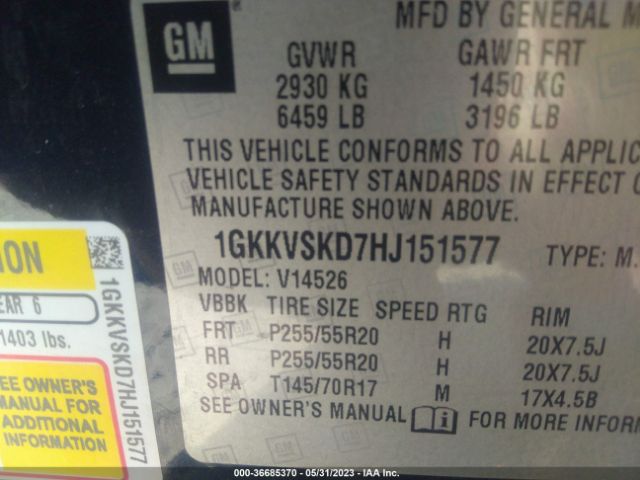 GM
MFD BY GENERAL M
GVWR GAWR FRT
2930 KG 1450 KG
6459 LB 3196 LB
THIS VEHICLE CONFORMS TO ALL APPLIC
VEHICLE SAFETY STANDARDS IN EFFECT O
MANUFACTURE SHOWN ABOVE.
1GKKVSKD7HJ151577 TYPE: M.
MODEL: V14526
VBBK TIRE SIZE SPEED RTG RIM
FRT P255/55R20 H 20X7.5J
RR P255/55R20 H 20X7.5J
SPA T145/70R17 M 17X4.5B
SEE OWNER'S MANUAL i FOR MORE INFORM
ION
EAR 6
1403 lbs.
SEE OWNER'S
MANUAL FOR
ADDITIONAL
INFORMATION
1GKKVSKD7HJ151577
000-36685370 - 05/31/2023 - IAA Inc.